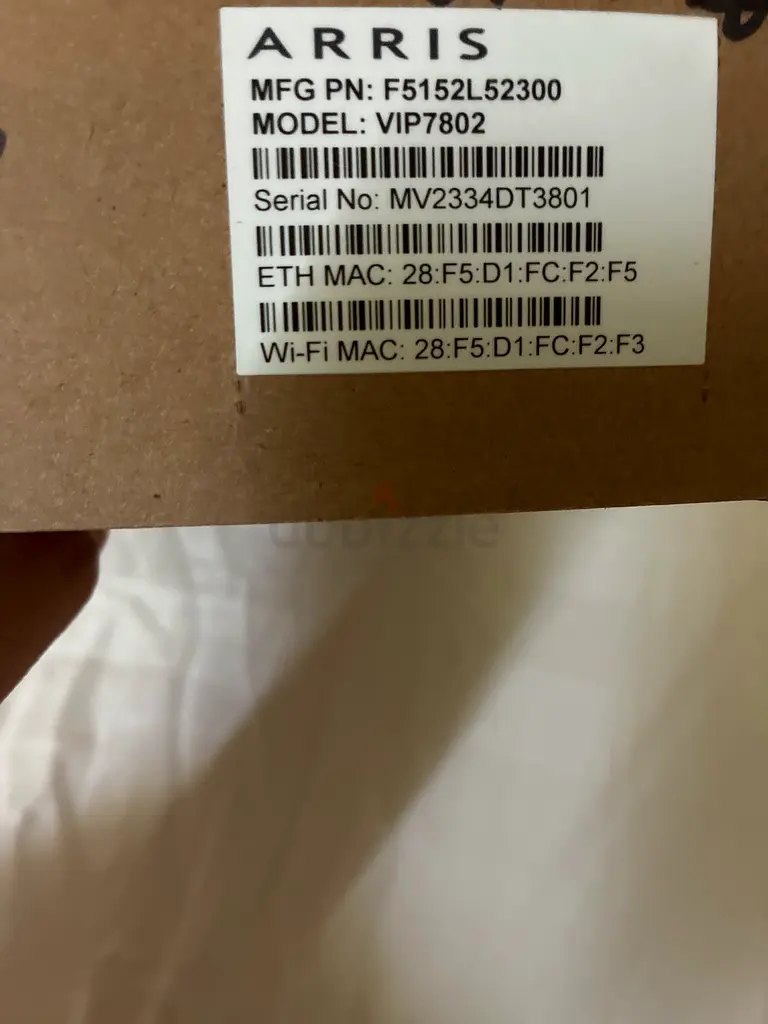 ARRIS
MFG PN: F5152L52300
MODEL: VIP7802
Serial No: MV2334DT3801
ETH MAC: 28:F5:D1:FC:F2:F5
Wi-Fi MAC: 28:F5:D1:FC:F2:F3
dubizzle